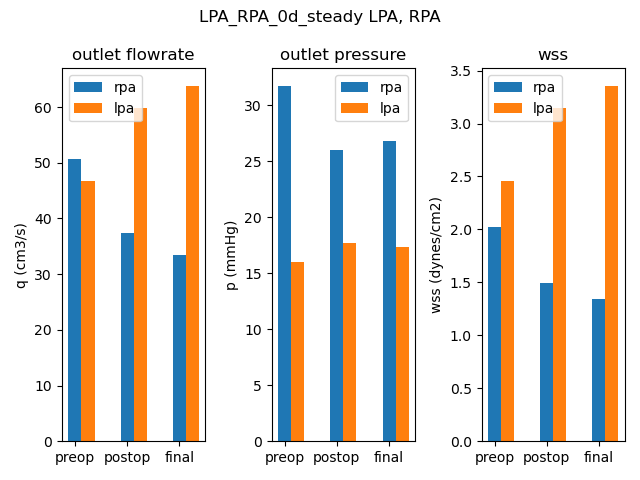 LPA_RPA_0d_steady LPA, RPA
outlet flowrate
rpa
lpa
q (cm3/s)
60
50
40
30
20
10
0
preop postop final
outlet pressure
rpa
lpa
p (mmHg)
30
25
20
15
10
5
0
preop postop final
wss
rpa
lpa
wss (dynes/cm2)
3.5
3.0
2.5
2.0
1.5
1.0
0.5
0.0
preop postop final